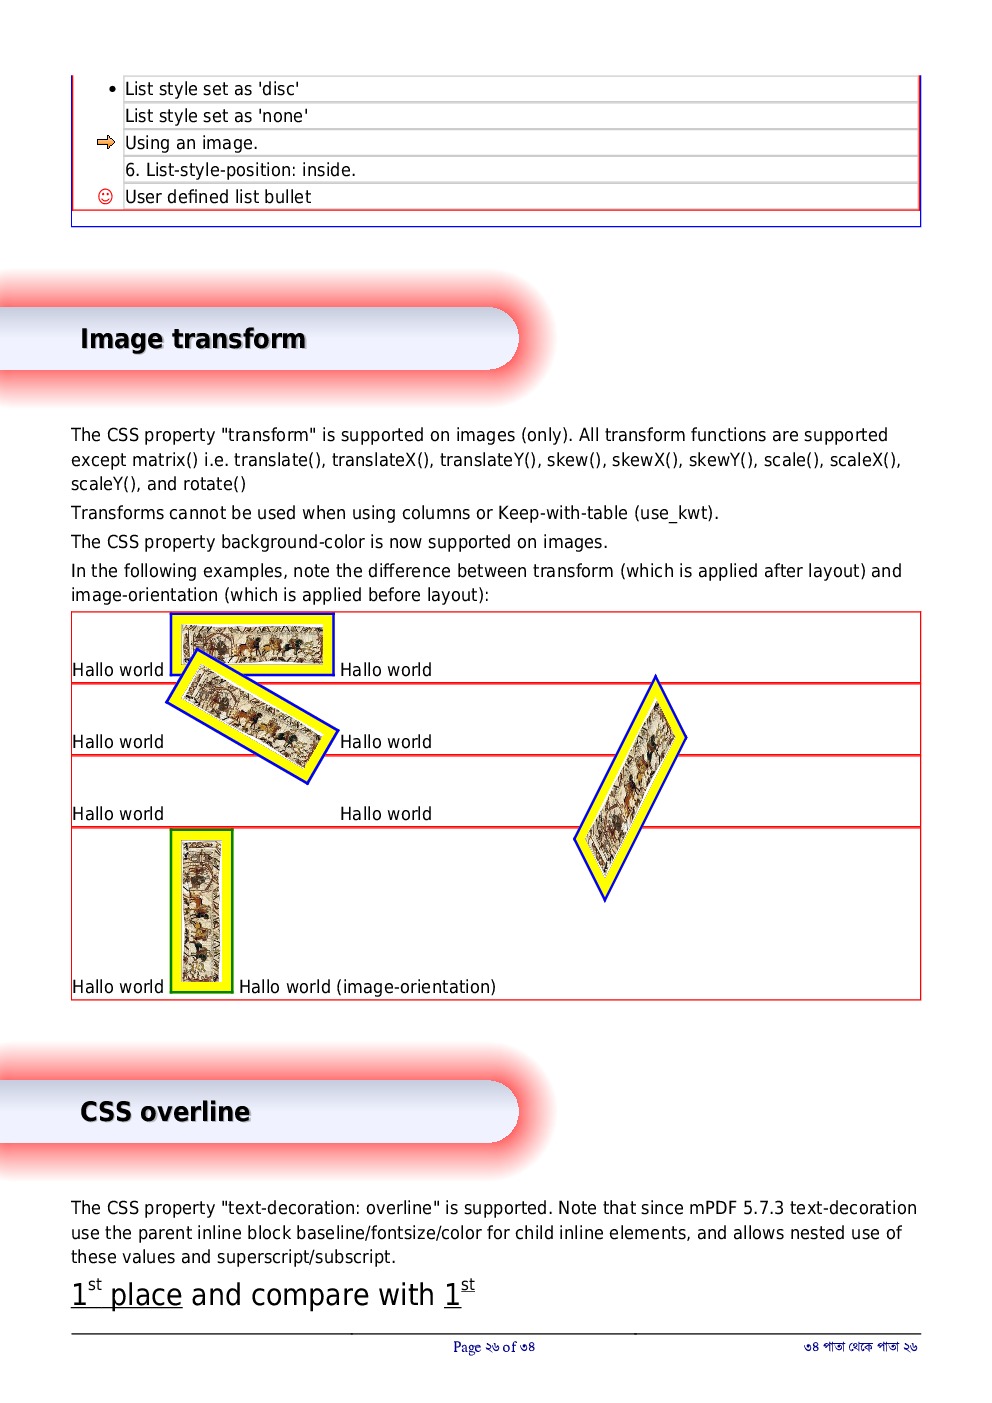 • List style set as 'disc'
List style set as 'none'
Using an image.
6. List-style-position: inside.
☺ User defined list bullet
Image transform
The CSS property "transform" is supported on images (only). All transform functions are supported
except matrix() i.e. translate(), translateX(), translateY(), skew(), skewX(), skewY(), scale(), scaleX(),
scaleY(), and rotate()
Transforms cannot be used when using columns or Keep-with-table (use_kwt).
The CSS property background-color is now supported on images.
In the following examples, note the difference between transform (which is applied after layout) and
image-orientation (which is applied before layout):
Hallo world Hallo world
Hallo world Hallo world
Hallo world Hallo world
Hallo world Hallo world (image-orientation)
CSS overline
The CSS property "text-decoration: overline" is supported. Note that since mPDF 5.7.3 text-decoration
use the parent inline block baseline/fontsize/color for child inline elements, and allows nested use of
these values and superscript/subscript.
1st place and compare with 1st
Page ২৬ of ৩৪ ৩৪ পাতা থেকে পাতা ২৬